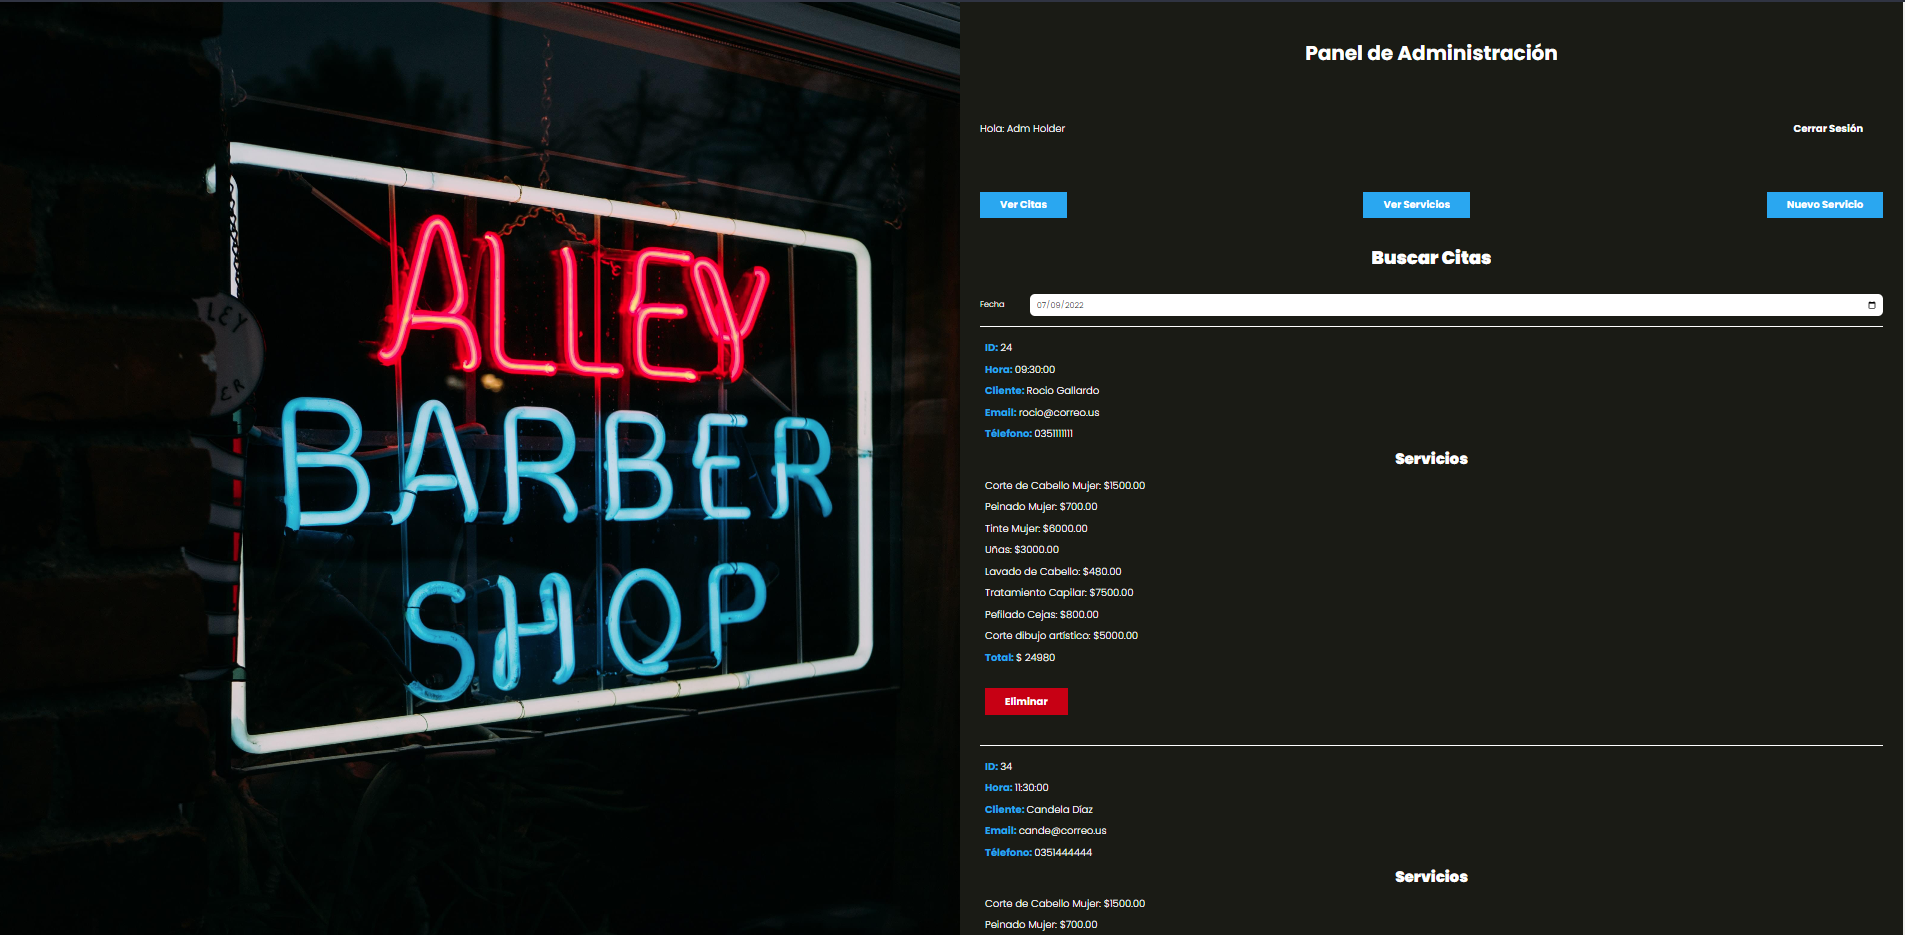 ALLEY
BARBER
SHOP
LEY
ER
Panel de Administración
Hola: Adm Holder
Cerrar Sesión
Ver Citas
Ver Servicios
Nuevo Servicio
Buscar Citas
Fecha
07/09/2022
ID: 24
Hora: 09:30:00
Cliente: Rocio Gallardo
Email: rocio@correo.us
Télefono: 0351111111
Servicios
Corte de Cabello Mujer: $1500.00
Peinado Mujer: $700.00
Tinte Mujer: $6000.00
Uñas: $3000.00
Lavado de Cabello: $480.00
Tratamiento Capilar: $7500.00
Pefilado Cejas: $800.00
Corte dibujo artístico: $5000.00
Total: $ 24980
Eliminar
ID: 34
Hora: 11:30:00
Cliente: Candela Díaz
Email: cande@correo.us
Télefono: 0351444444
Servicios
Corte de Cabello Mujer: $1500.00
Peinado Mujer: $700.00